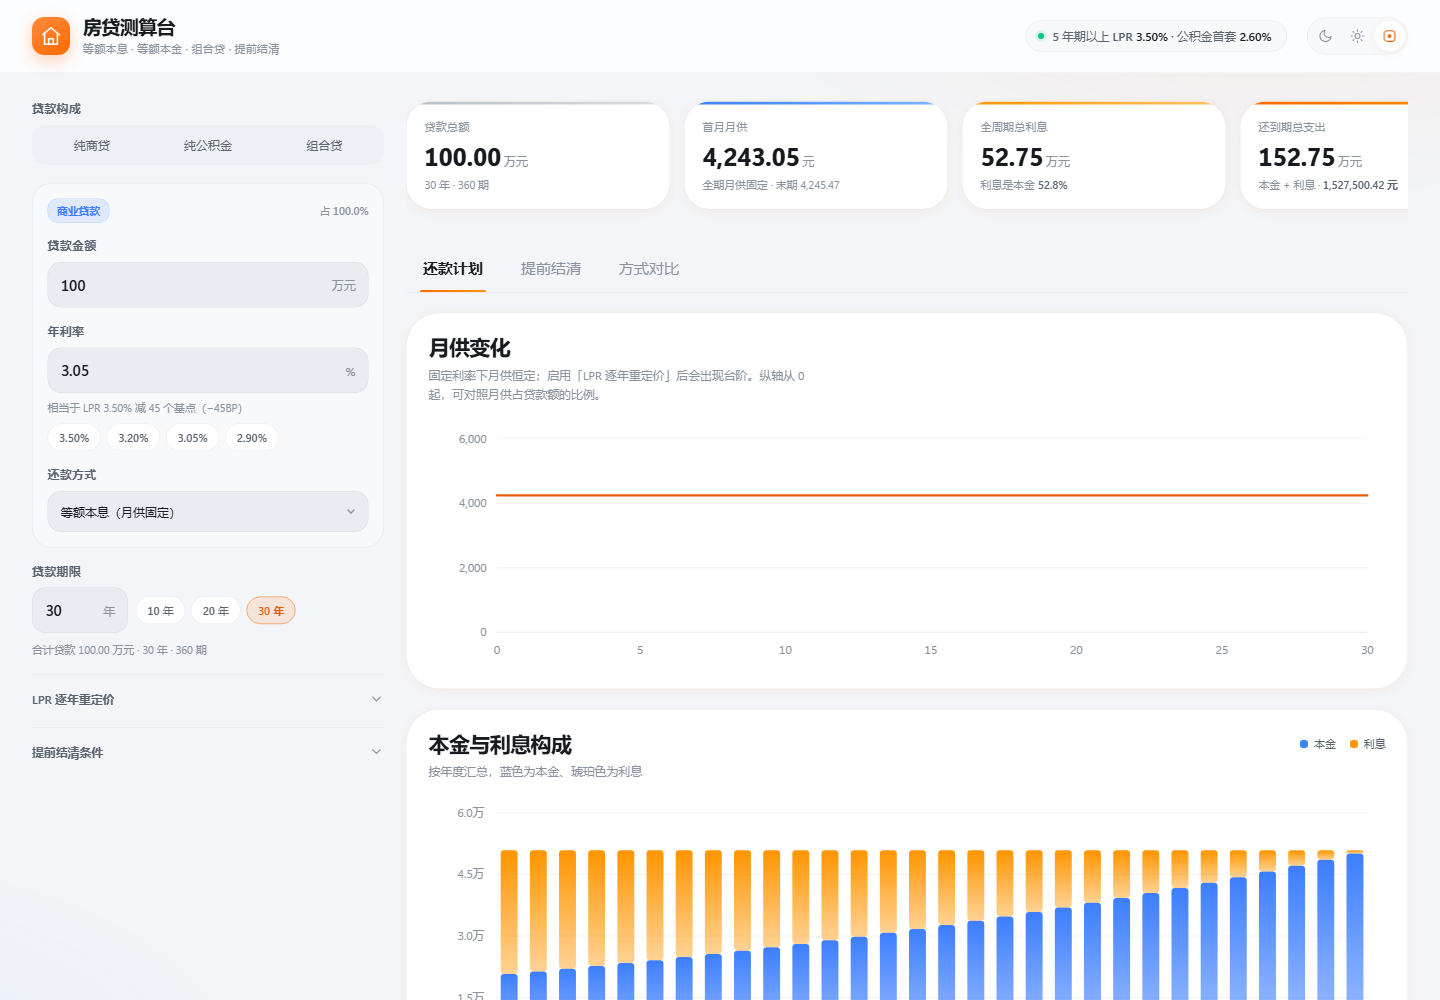 房贷测算台
等额本息 · 等额本金 · 组合贷 · 提前结清
5 年期以上 LPR 3.50% · 公积金首套 2.60%
贷款构成
纯商贷
纯公积金
组合贷
商业贷款
占 100.0%
贷款金额
100
万元
年利率
3.05
%
相当于 LPR 3.50% 减 45 个基点（−45BP）
3.50%
3.20%
3.05%
2.90%
还款方式
等额本息（月供固定）
贷款期限
30
年
10 年
20 年
30 年
合计贷款 100.00 万元 · 30 年 · 360 期
LPR 逐年重定价
提前结清条件
贷款总额
100.00 万元
30 年 · 360 期
首月月供
4,243.05 元
全期月供固定 · 末期 4,245.47
全周期总利息
52.75 万元
利息是本金 52.8%
还到期总支出
152.75 万元
本金 + 利息 · 1,527,500.42 元
还款计划
提前结清
方式对比
月供变化
固定利率下月供恒定；启用「LPR 逐年重定价」后会出现台阶。纵轴从 0
起，可对照月供占贷款额的比例。
6,000
4,000
2,000
0
0
5
10
15
20
25
30
本金与利息构成
本金
利息
按年度汇总，蓝色为本金、琥珀色为利息
6.0万
4.5万
3.0万
1.5万